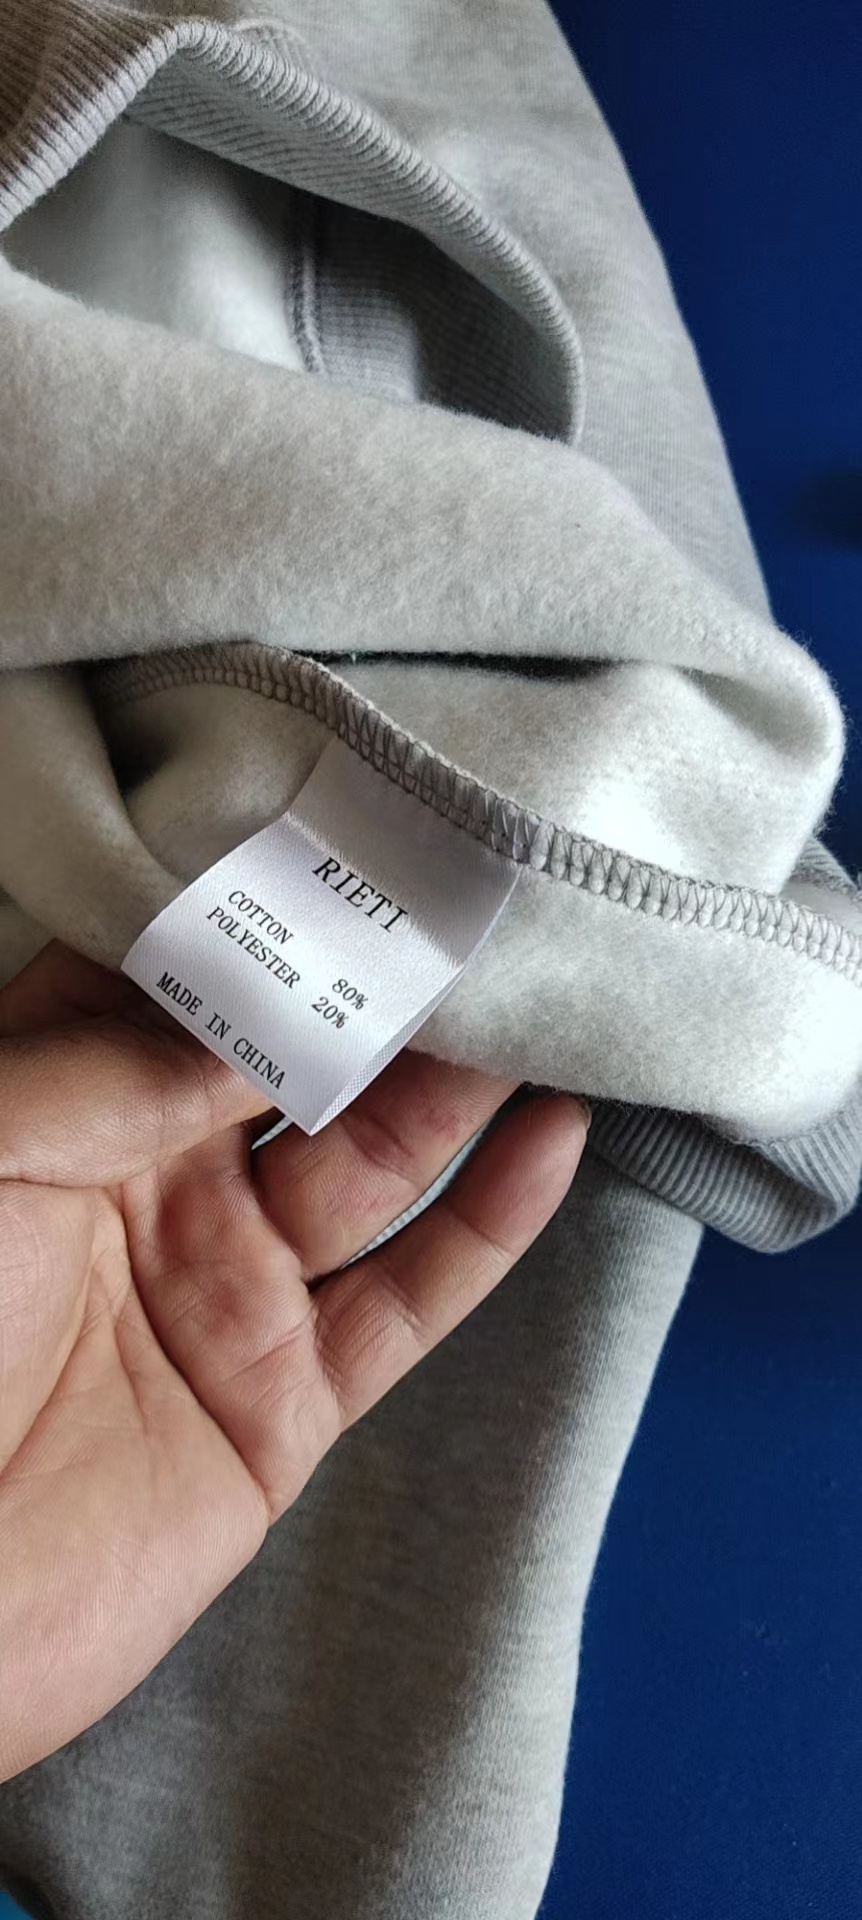 RIETI
COTTON 80%
POLYESTER 20%
MADE IN CHINA